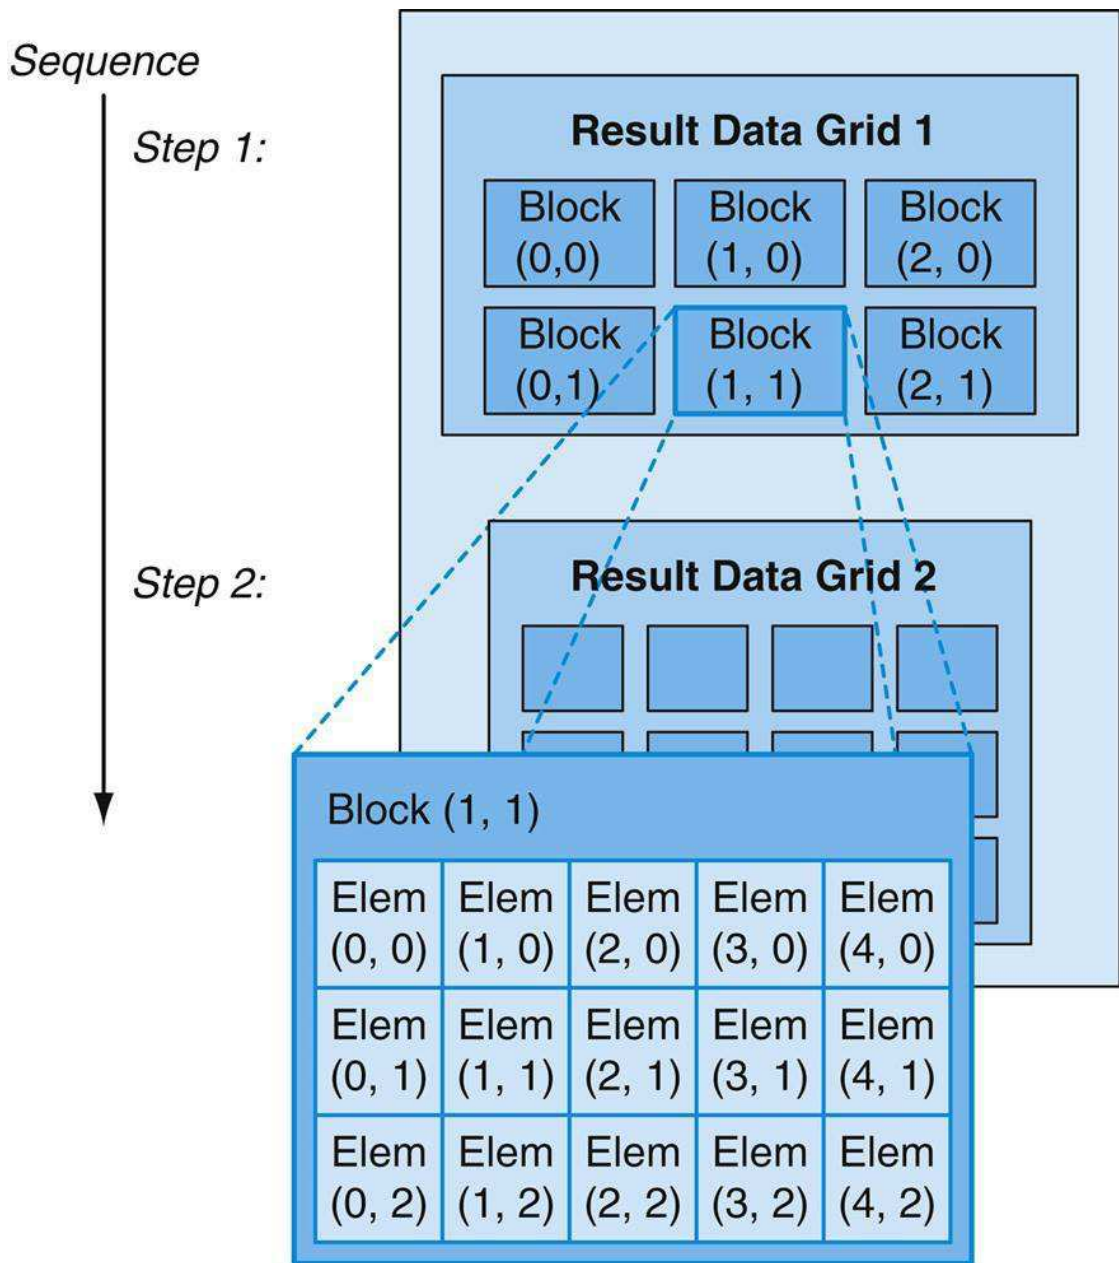 Sequence
Step 1:
Result Data Grid 1
Block
(0,0)
Block
(1, 0)
Block
(2, 0)
Block
(0,1)
Block
(1, 1)
Block
(2, 1)
Step 2:
Result Data Grid 2
Block (1, 1)
Elem
(0, 0)
Elem
(1, 0)
Elem
(2, 0)
Elem
(3, 0)
Elem
(4, 0)
Elem
(0, 1)
Elem
(1, 1)
Elem
(2, 1)
Elem
(3, 1)
Elem
(4, 1)
Elem
(0, 2)
Elem
(1, 2)
Elem
(2, 2)
Elem
(3, 2)
Elem
(4, 2)